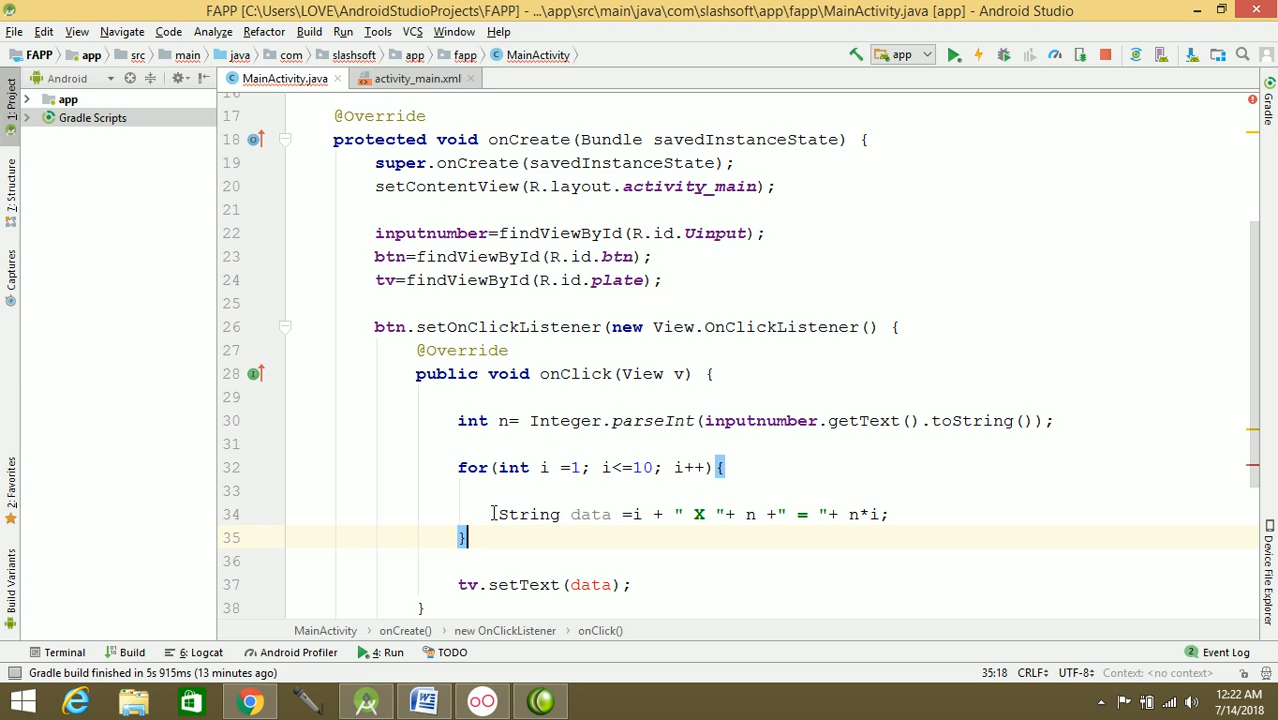 FAPP [C:\Users\LOVE\AndroidStudioProjects\FAPP] - ...\app\src\main\java\com\slashsoft\app\fapp\MainActivity.java [app] - Android Studio
File Edit View Navigate Code Analyze Refactor Build Run Tools VCS Window Help
FAPP app src main java com slashsoft app fapp MainActivity app
Android MainActivity.java activity_main.xml
1: Project
7: Structure
Captures
2: Favorites
Build Variants
app
Gradle Scripts
Gradle
Device File Explorer
16
17 @Override
18 protected void onCreate(Bundle savedInstanceState) {
19 super.onCreate(savedInstanceState);
20 setContentView(R.layout.activity_main);
21
22 inputnumber=findViewById(R.id.Uinput);
23 btn=findViewById(R.id.btn);
24 tv=findViewById(R.id.plate);
25
26 btn.setOnClickListener(new View.OnClickListener() {
27 @Override
28 public void onClick(View v) {
29
30 int n= Integer.parseInt(inputnumber.getText().toString());
31
32 for(int i =1; i<=10; i++){
33
34 String data =i + " X "+ n +" = "+ n*i;
35 }
36
37 tv.setText(data);
38 }
MainActivity onCreate() new OnClickListener onClick()
Terminal Build 6: Logcat Android Profiler 4: Run TODO 2 Event Log
Gradle build finished in 5s 915ms (13 minutes ago) 35:18 CRLF UTF-8 Context: <no context>
12:22 AM
7/14/2018